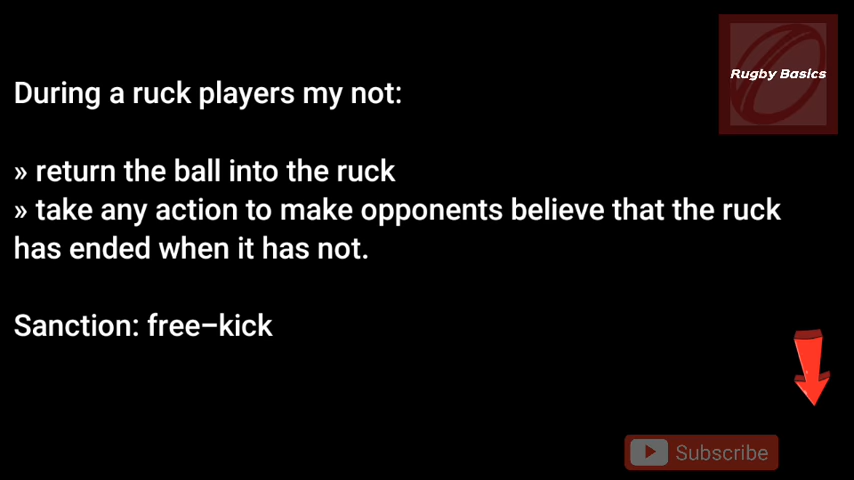 Rugby Basics
During a ruck players my not:
» return the ball into the ruck
» take any action to make opponents believe that the ruck
has ended when it has not.
Sanction: free–kick
Subscribe